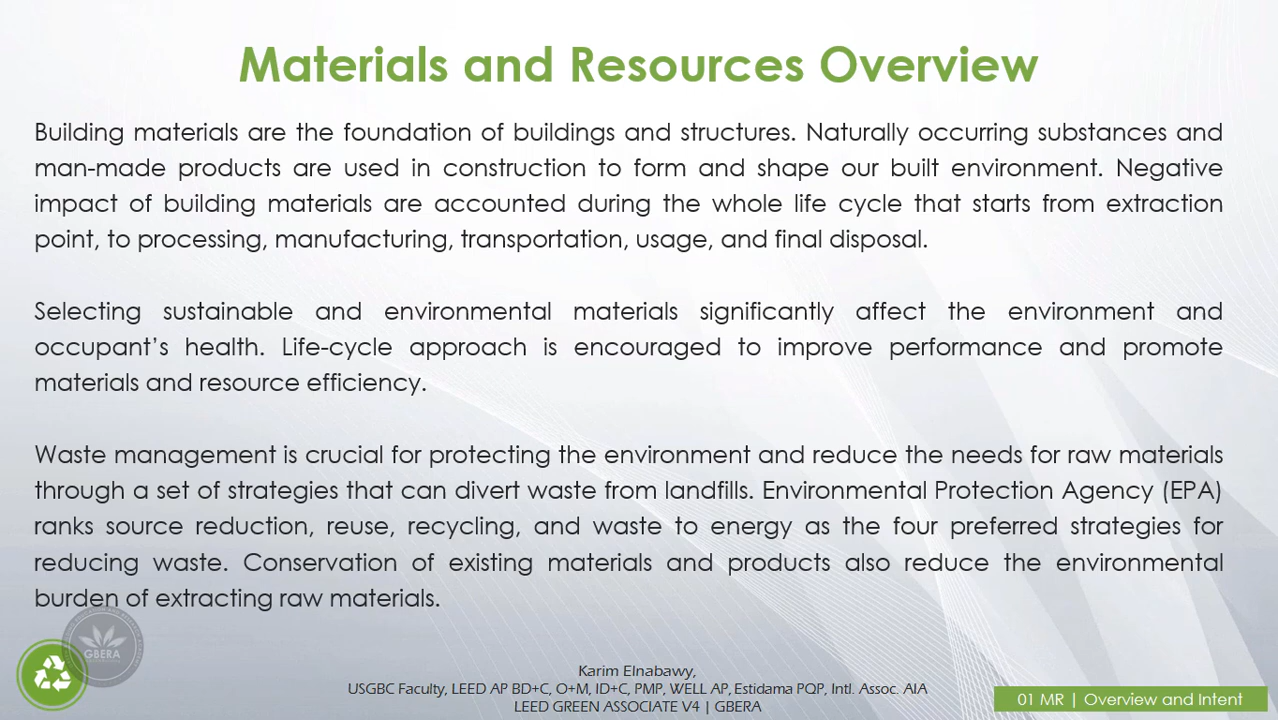 Materials and Resources Overview
Building materials are the foundation of buildings and structures. Naturally occurring substances and
man-made products are used in construction to form and shape our built environment. Negative
impact of building materials are accounted during the whole life cycle that starts from extraction
point, to processing, manufacturing, transportation, usage, and final disposal.
Selecting sustainable and environmental materials significantly affect the environment and
occupant’s health. Life-cycle approach is encouraged to improve performance and promote
materials and resource efficiency.
Waste management is crucial for protecting the environment and reduce the needs for raw materials
through a set of strategies that can divert waste from landfills. Environmental Protection Agency (EPA)
ranks source reduction, reuse, recycling, and waste to energy as the four preferred strategies for
reducing waste. Conservation of existing materials and products also reduce the environmental
burden of extracting raw materials.
GBERA
Karim Elnabawy,
USGBC Faculty, LEED AP BD+C, O+M, ID+C, PMP, WELL AP, Estidama PQP, Intl. Assoc. AIA
LEED GREEN ASSOCIATE V4 | GBERA
01 MR | Overview and Intent